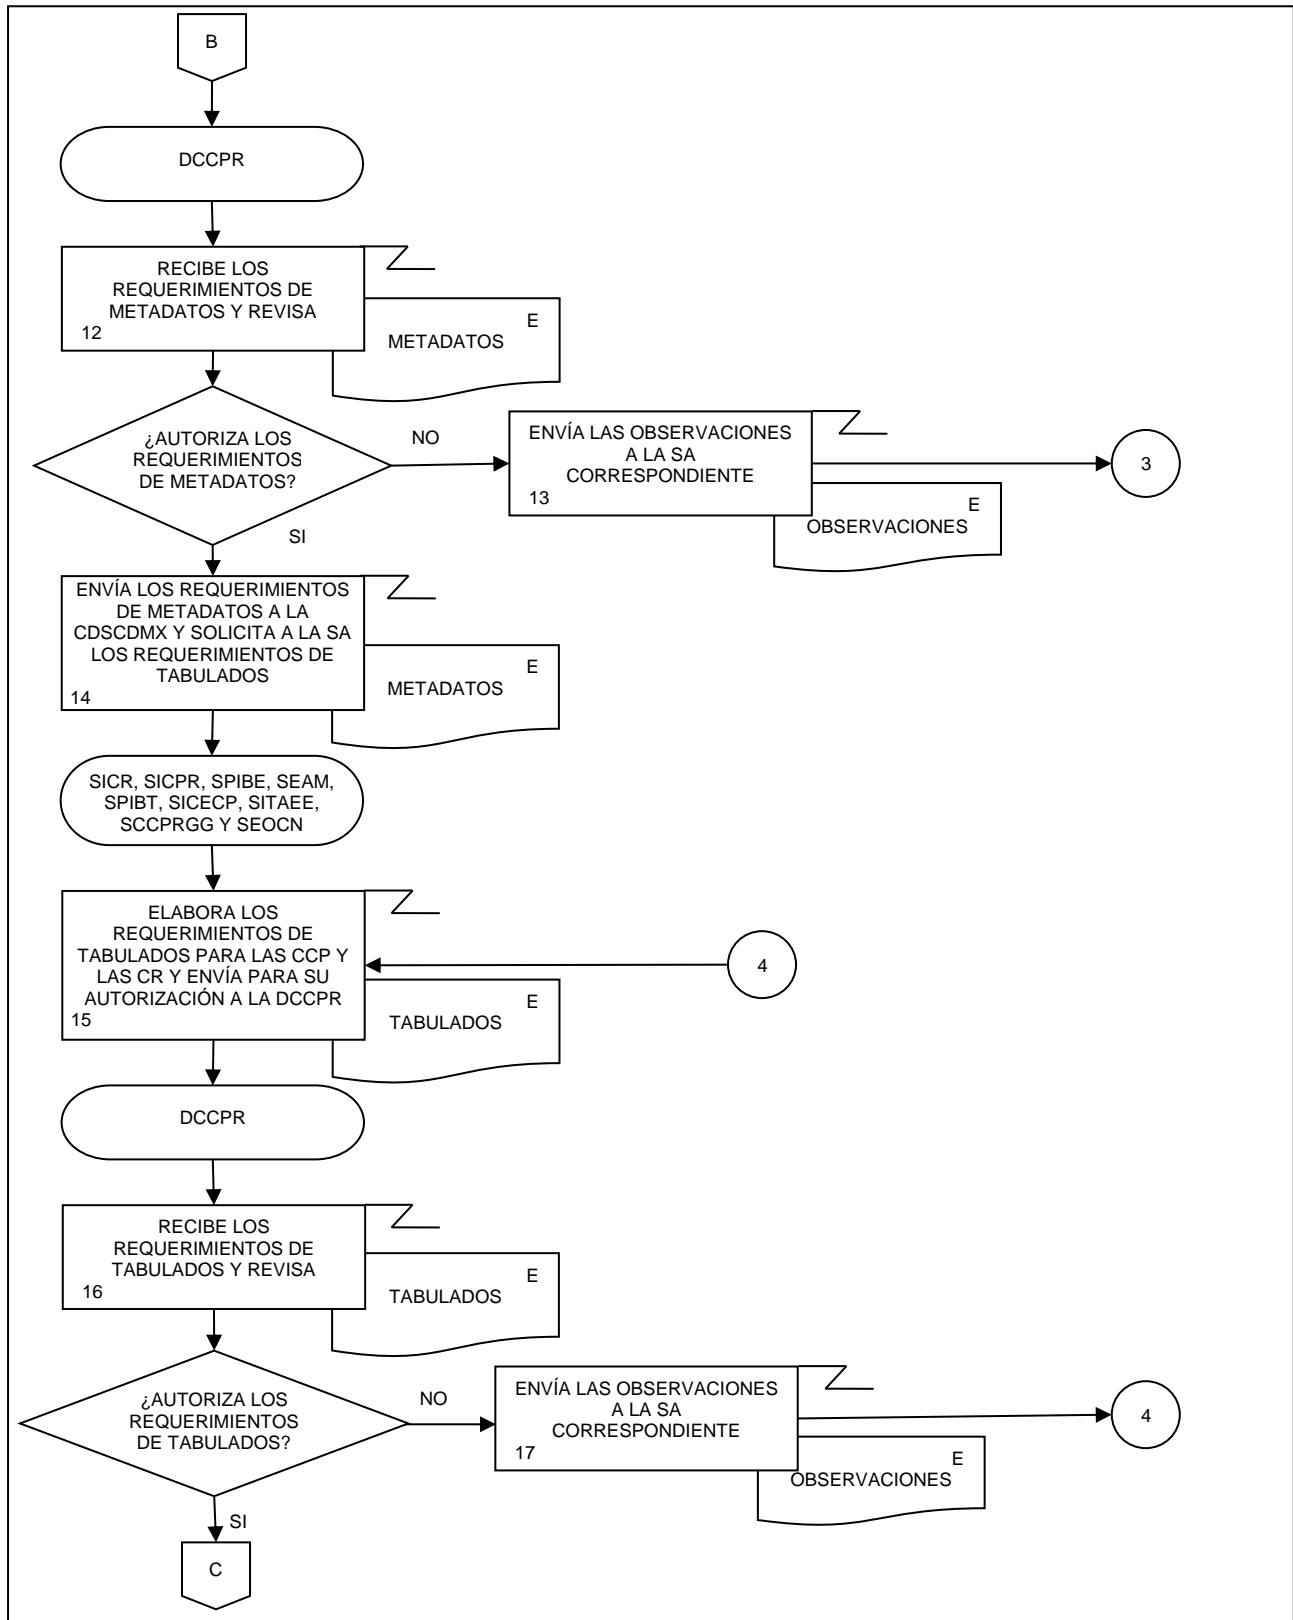 B
DCCPR
RECIBE LOS
REQUERIMIENTOS DE
METADATOS Y REVISA
12
E
METADATOS
¿AUTORIZA LOS
REQUERIMIENTOS
DE METADATOS?
NO
ENVÍA LAS OBSERVACIONES
A LA SA
CORRESPONDIENTE
13
3
E
OBSERVACIONES
SI
ENVÍA LOS REQUERIMIENTOS
DE METADATOS A LA
CDSCDMX Y SOLICITA A LA SA
LOS REQUERIMIENTOS DE
TABULADOS
14
E
METADATOS
SICR, SICPR, SPIBE, SEAM,
SPIBT, SICECP, SITAEE,
SCCPRGG Y SEOCN
ELABORA LOS
REQUERIMIENTOS DE
TABULADOS PARA LAS CCP Y
LAS CR Y ENVÍA PARA SU
AUTORIZACIÓN A LA DCCPR
15
4
E
TABULADOS
DCCPR
RECIBE LOS
REQUERIMIENTOS DE
TABULADOS Y REVISA
16
E
TABULADOS
¿AUTORIZA LOS
REQUERIMIENTOS
DE TABULADOS?
NO
ENVÍA LAS OBSERVACIONES
A LA SA
CORRESPONDIENTE
17
4
E
OBSERVACIONES
SI
C